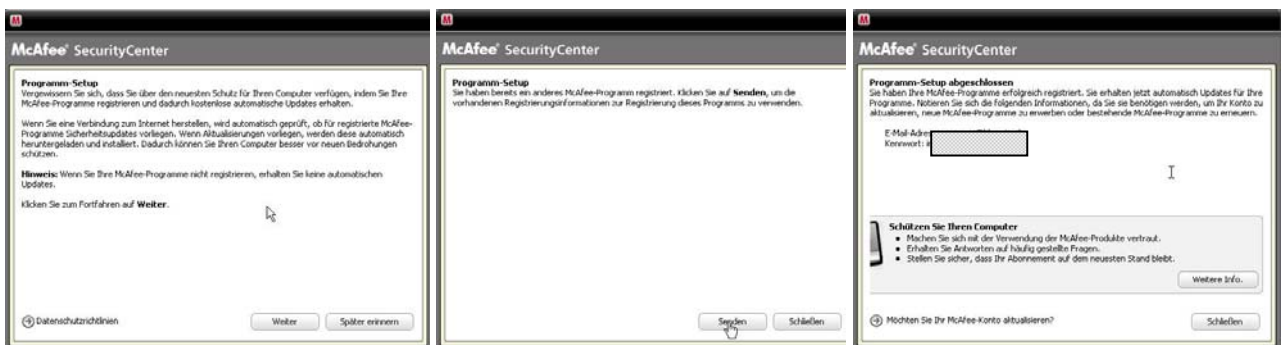 McAfee® SecurityCenter
Programm-Setup
Vergewissern Sie sich, dass Sie über den neuesten Schutz für Ihren Computer verfügen, indem Sie Ihre
McAfee-Programme registrieren und dadurch kostenlose automatische Updates erhalten.
Wenn Sie eine Verbindung zum Internet herstellen, wird automatisch geprüft, ob für registrierte McAfee-
Programme Sicherheitsupdates vorliegen. Wenn Aktualisierungen vorliegen, werden diese automatisch
heruntergeladen und installiert. Dadurch können Sie Ihren Computer besser vor neuen Bedrohungen
schützen.
Hinweis: Wenn Sie Ihre McAfee-Programme nicht registrieren, erhalten Sie keine automatischen
Updates.
Klicken Sie zum Fortfahren auf Weiter.
Datenschutzrichtlinien
Weiter
Später erinnern
McAfee® SecurityCenter
Programm-Setup
Sie haben bereits ein anderes McAfee-Programm registriert. Klicken Sie auf Senden, um die
vorhandenen Registrierungsinformationen zur Registrierung dieses Programms zu verwenden.
Senden
Schließen
McAfee® SecurityCenter
Programm-Setup abgeschlossen
Sie haben Ihre McAfee-Programme erfolgreich registriert. Sie erhalten jetzt automatisch Updates für Ihre
Programme. Notieren Sie sich die folgenden Informationen, da Sie sie benötigen werden, um Ihr Konto zu
aktualisieren, neue McAfee-Programme zu erwerben oder bestehende McAfee-Programme zu erneuern.
E-Mail-Adres
Kennwort:
Schützen Sie Ihren Computer
• Machen Sie sich mit der Verwendung der McAfee-Produkte vertraut.
• Erhalten Sie Antworten auf häufig gestellte Fragen.
• Stellen Sie sicher, dass Ihr Abonnement auf dem neuesten Stand bleibt.
Weitere Info.
Möchten Sie Ihr McAfee-Konto aktualisieren?
Schließen